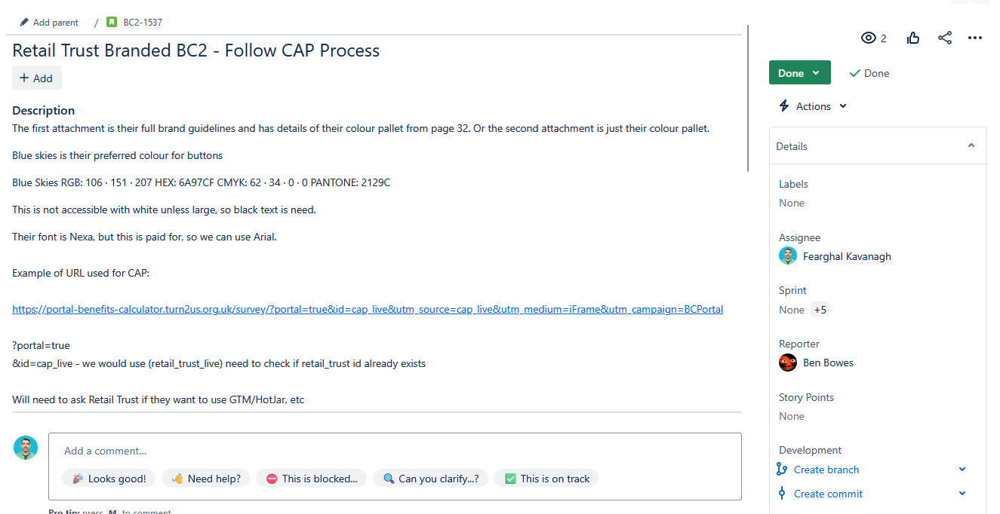 Add parent / BC2-1537
2
Retail Trust Branded BC2 - Follow CAP Process
Done
Done
+ Add
Actions
Description
The first attachment is their full brand guidelines and has details of their colour pallet from page 32. Or the second attachment is just their colour pallet.
Blue skies is their preferred colour for buttons
Blue Skies RGB: 106 · 151 · 207 HEX: 6A97CF CMYK: 62 · 34 · 0 · 0 PANTONE: 2129C
This is not accessible with white unless large, so black text is need.
Their font is Nexa, but this is paid for, so we can use Arial.
Example of URL used for CAP:
https://portal-benefits-calculator.turn2us.org.uk/survey/?portal=true&id=cap_live&utm_source=cap_live&utm_medium=iFrame&utm_campaign=BCPortal
?portal=true
&id=cap_live - we would use (retail_trust_live) need to check if retail_trust id already exists
Will need to ask Retail Trust if they want to use GTM/HotJar, etc
Add a comment...
Looks good!
Need help?
This is blocked...
Can you clarify...?
This is on track
Pro tip: press M to comment
Details
Labels
None
Assignee
Fearghal Kavanagh
Sprint
None +5
Reporter
Ben Bowes
Story Points
None
Development
Create branch
Create commit